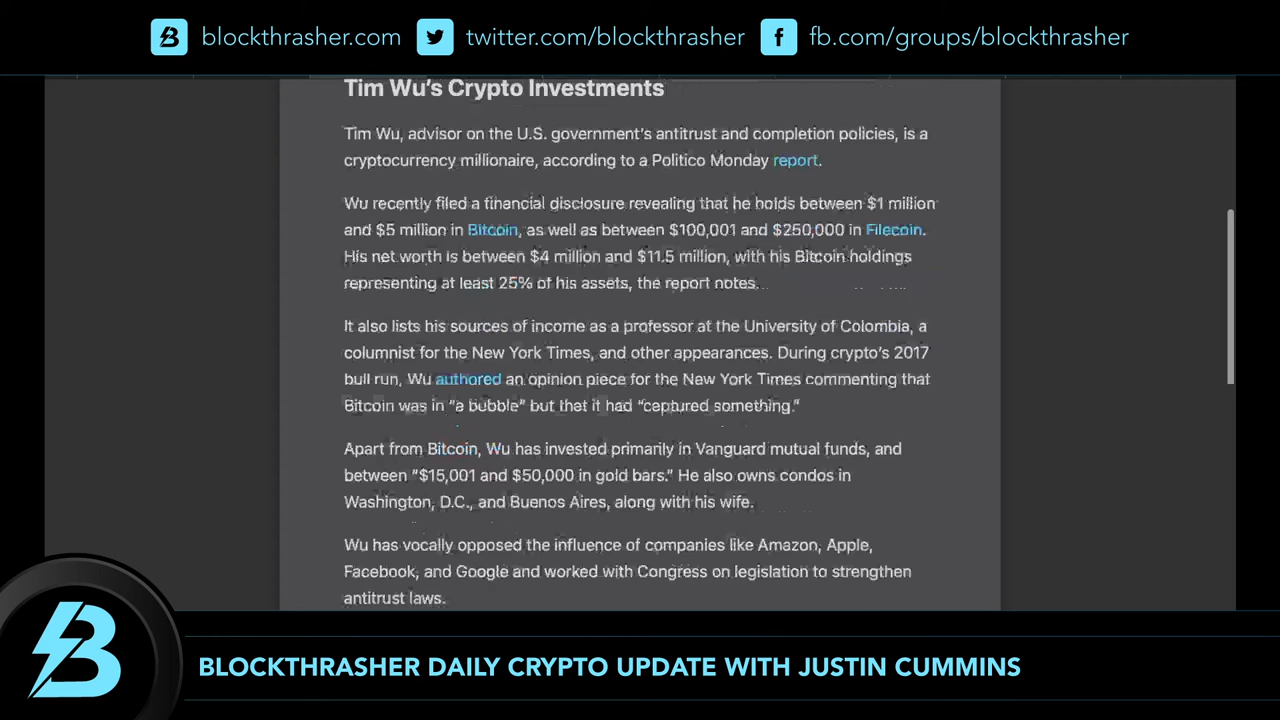 blockthrasher.com twitter.com/blockthrasher fb.com/groups/blockthrasher
Tim Wu's Crypto Investments
Tim Wu, advisor on the U.S. government's antitrust and completion policies, is a
cryptocurrency millionaire, according to a Politico Monday report.
Wu recently filed a financial disclosure revealing that he holds between $1 million
and $5 million in Bitcoin, as well as between $100,001 and $250,000 in Filecoin.
His net worth is between $4 million and $11.5 million, with his Bitcoin holdings
representing at least 25% of his assets, the report notes.
It also lists his sources of income as a professor at the University of Colombia, a
columnist for the New York Times, and other appearances. During crypto's 2017
bull run, Wu authored an opinion piece for the New York Times commenting that
Bitcoin was in "a bubble" but that it had "captured something."
Apart from Bitcoin, Wu has invested primarily in Vanguard mutual funds, and
between "$15,001 and $50,000 in gold bars." He also owns condos in
Washington, D.C., and Buenos Aires, along with his wife.
Wu has vocally opposed the influence of companies like Amazon, Apple,
Facebook, and Google and worked with Congress on legislation to strengthen
antitrust laws.
BLOCKTHRASHER DAILY CRYPTO UPDATE WITH JUSTIN CUMMINS